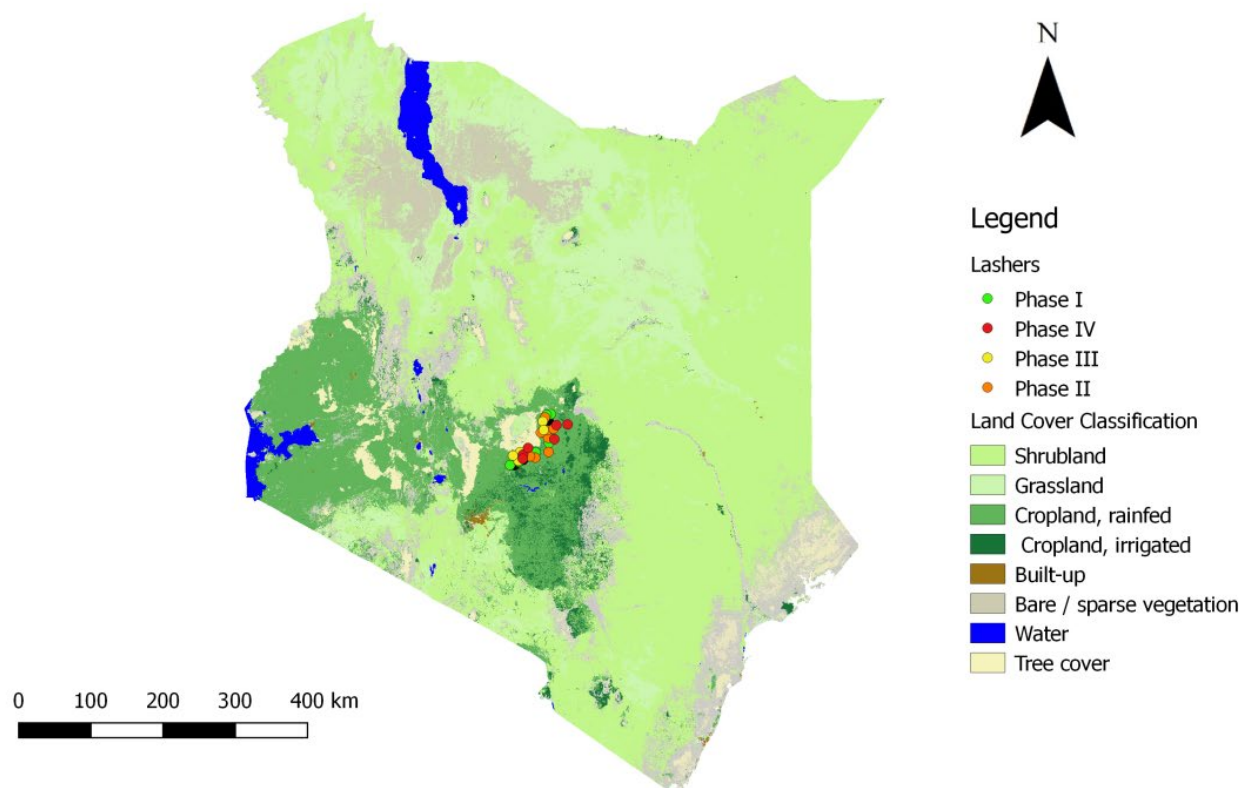 N
Legend
Lashers
Phase I
Phase IV
Phase III
Phase II
Land Cover Classification
Shrubland
Grassland
Cropland, rainfed
Cropland, irrigated
Built-up
Bare / sparse vegetation
Water
Tree cover
0 100 200 300 400 km